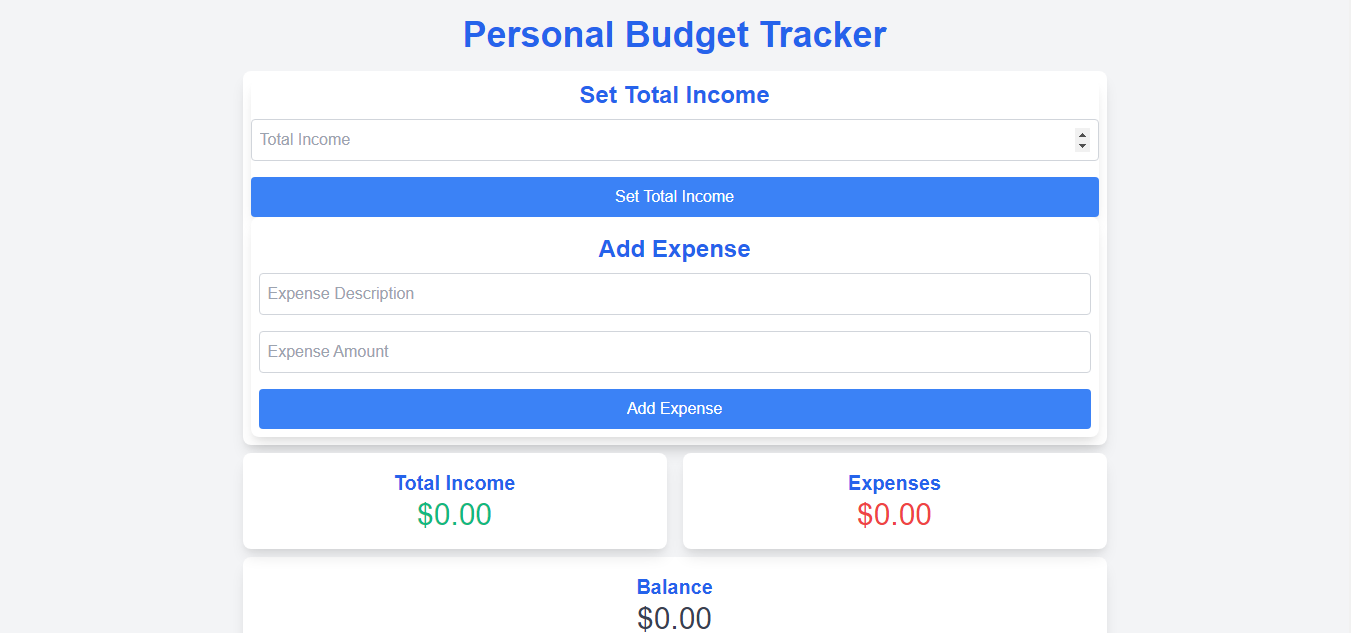 Personal Budget Tracker
Set Total Income
Total Income
Set Total Income
Add Expense
Expense Description
Expense Amount
Add Expense
Total Income
$0.00
Expenses
$0.00
Balance
$0.00